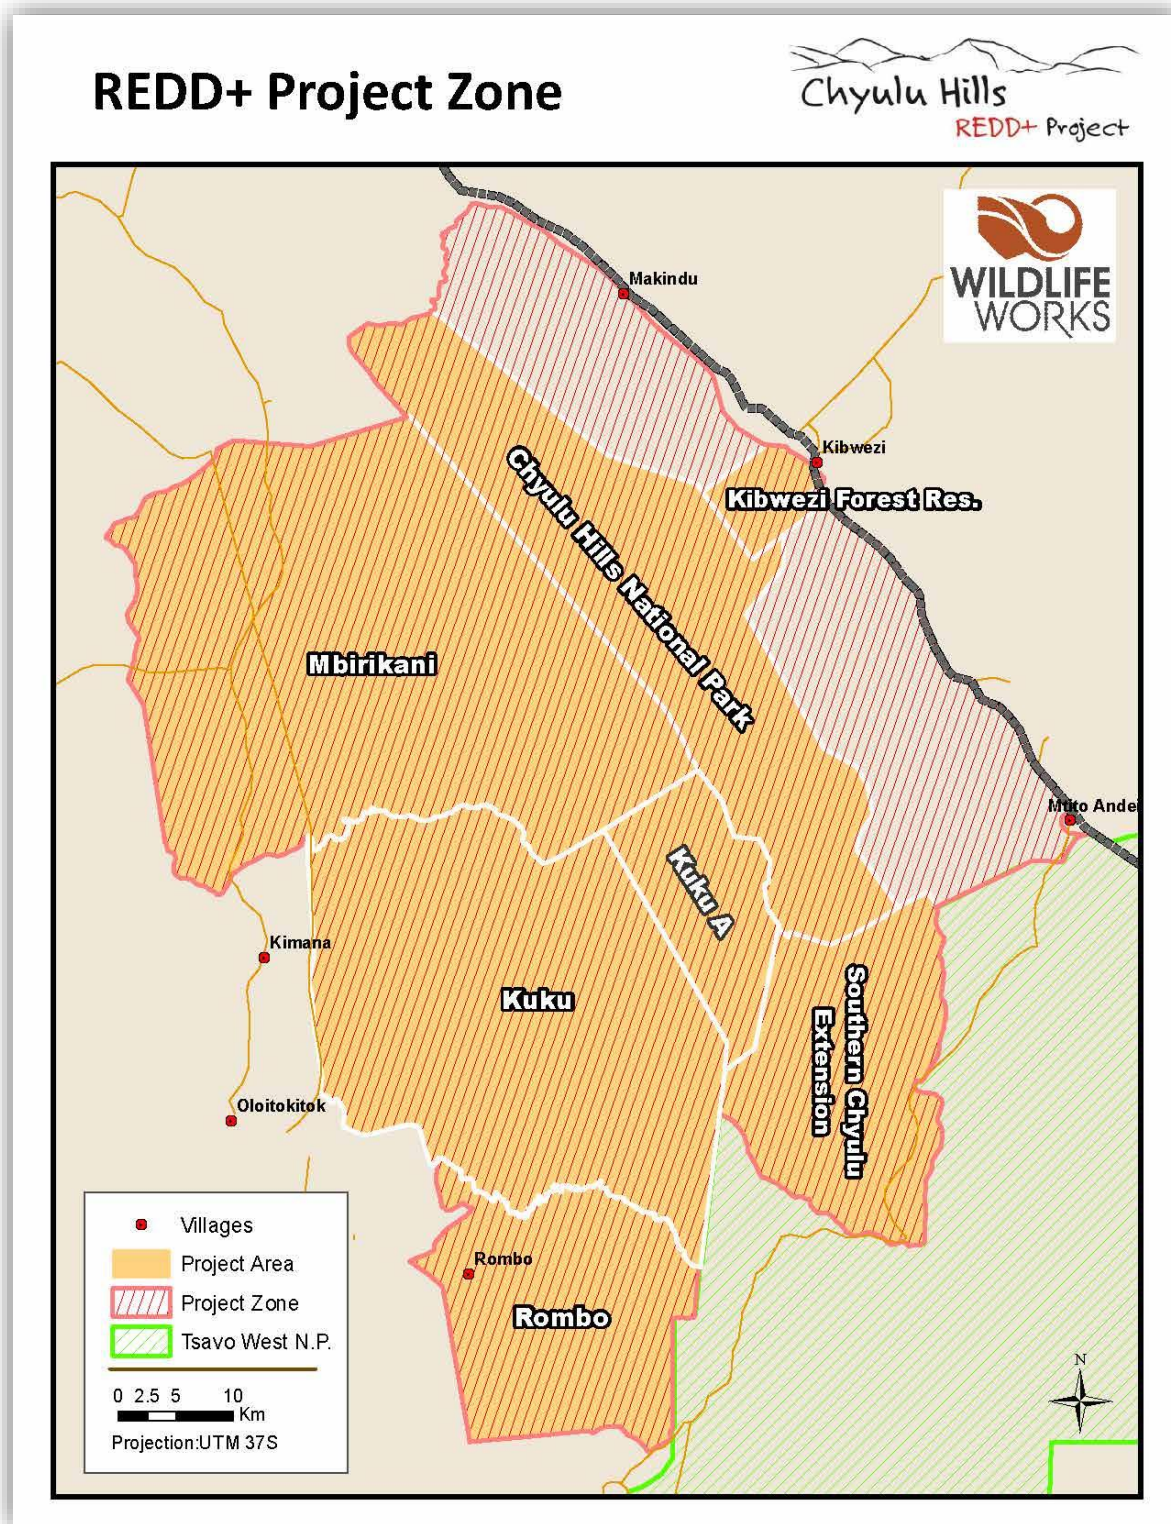 REDD+ Project Zone
Chyulu Hills
REDD+ Project
WILDLIFE
WORKS
Makindu
Kibwezi
Kibwezi Forest Res.
Chyulu Hills National Park
Mbirikani
Mtito Andei
Kuku A
Kimana
Kuku
Southern Chyulu
Extension
Oloitokitok
Rombo
Rombo
Villages
Project Area
Project Zone
Tsavo West N.P.
0 2.5 5 10
Km
Projection:UTM 37S
N